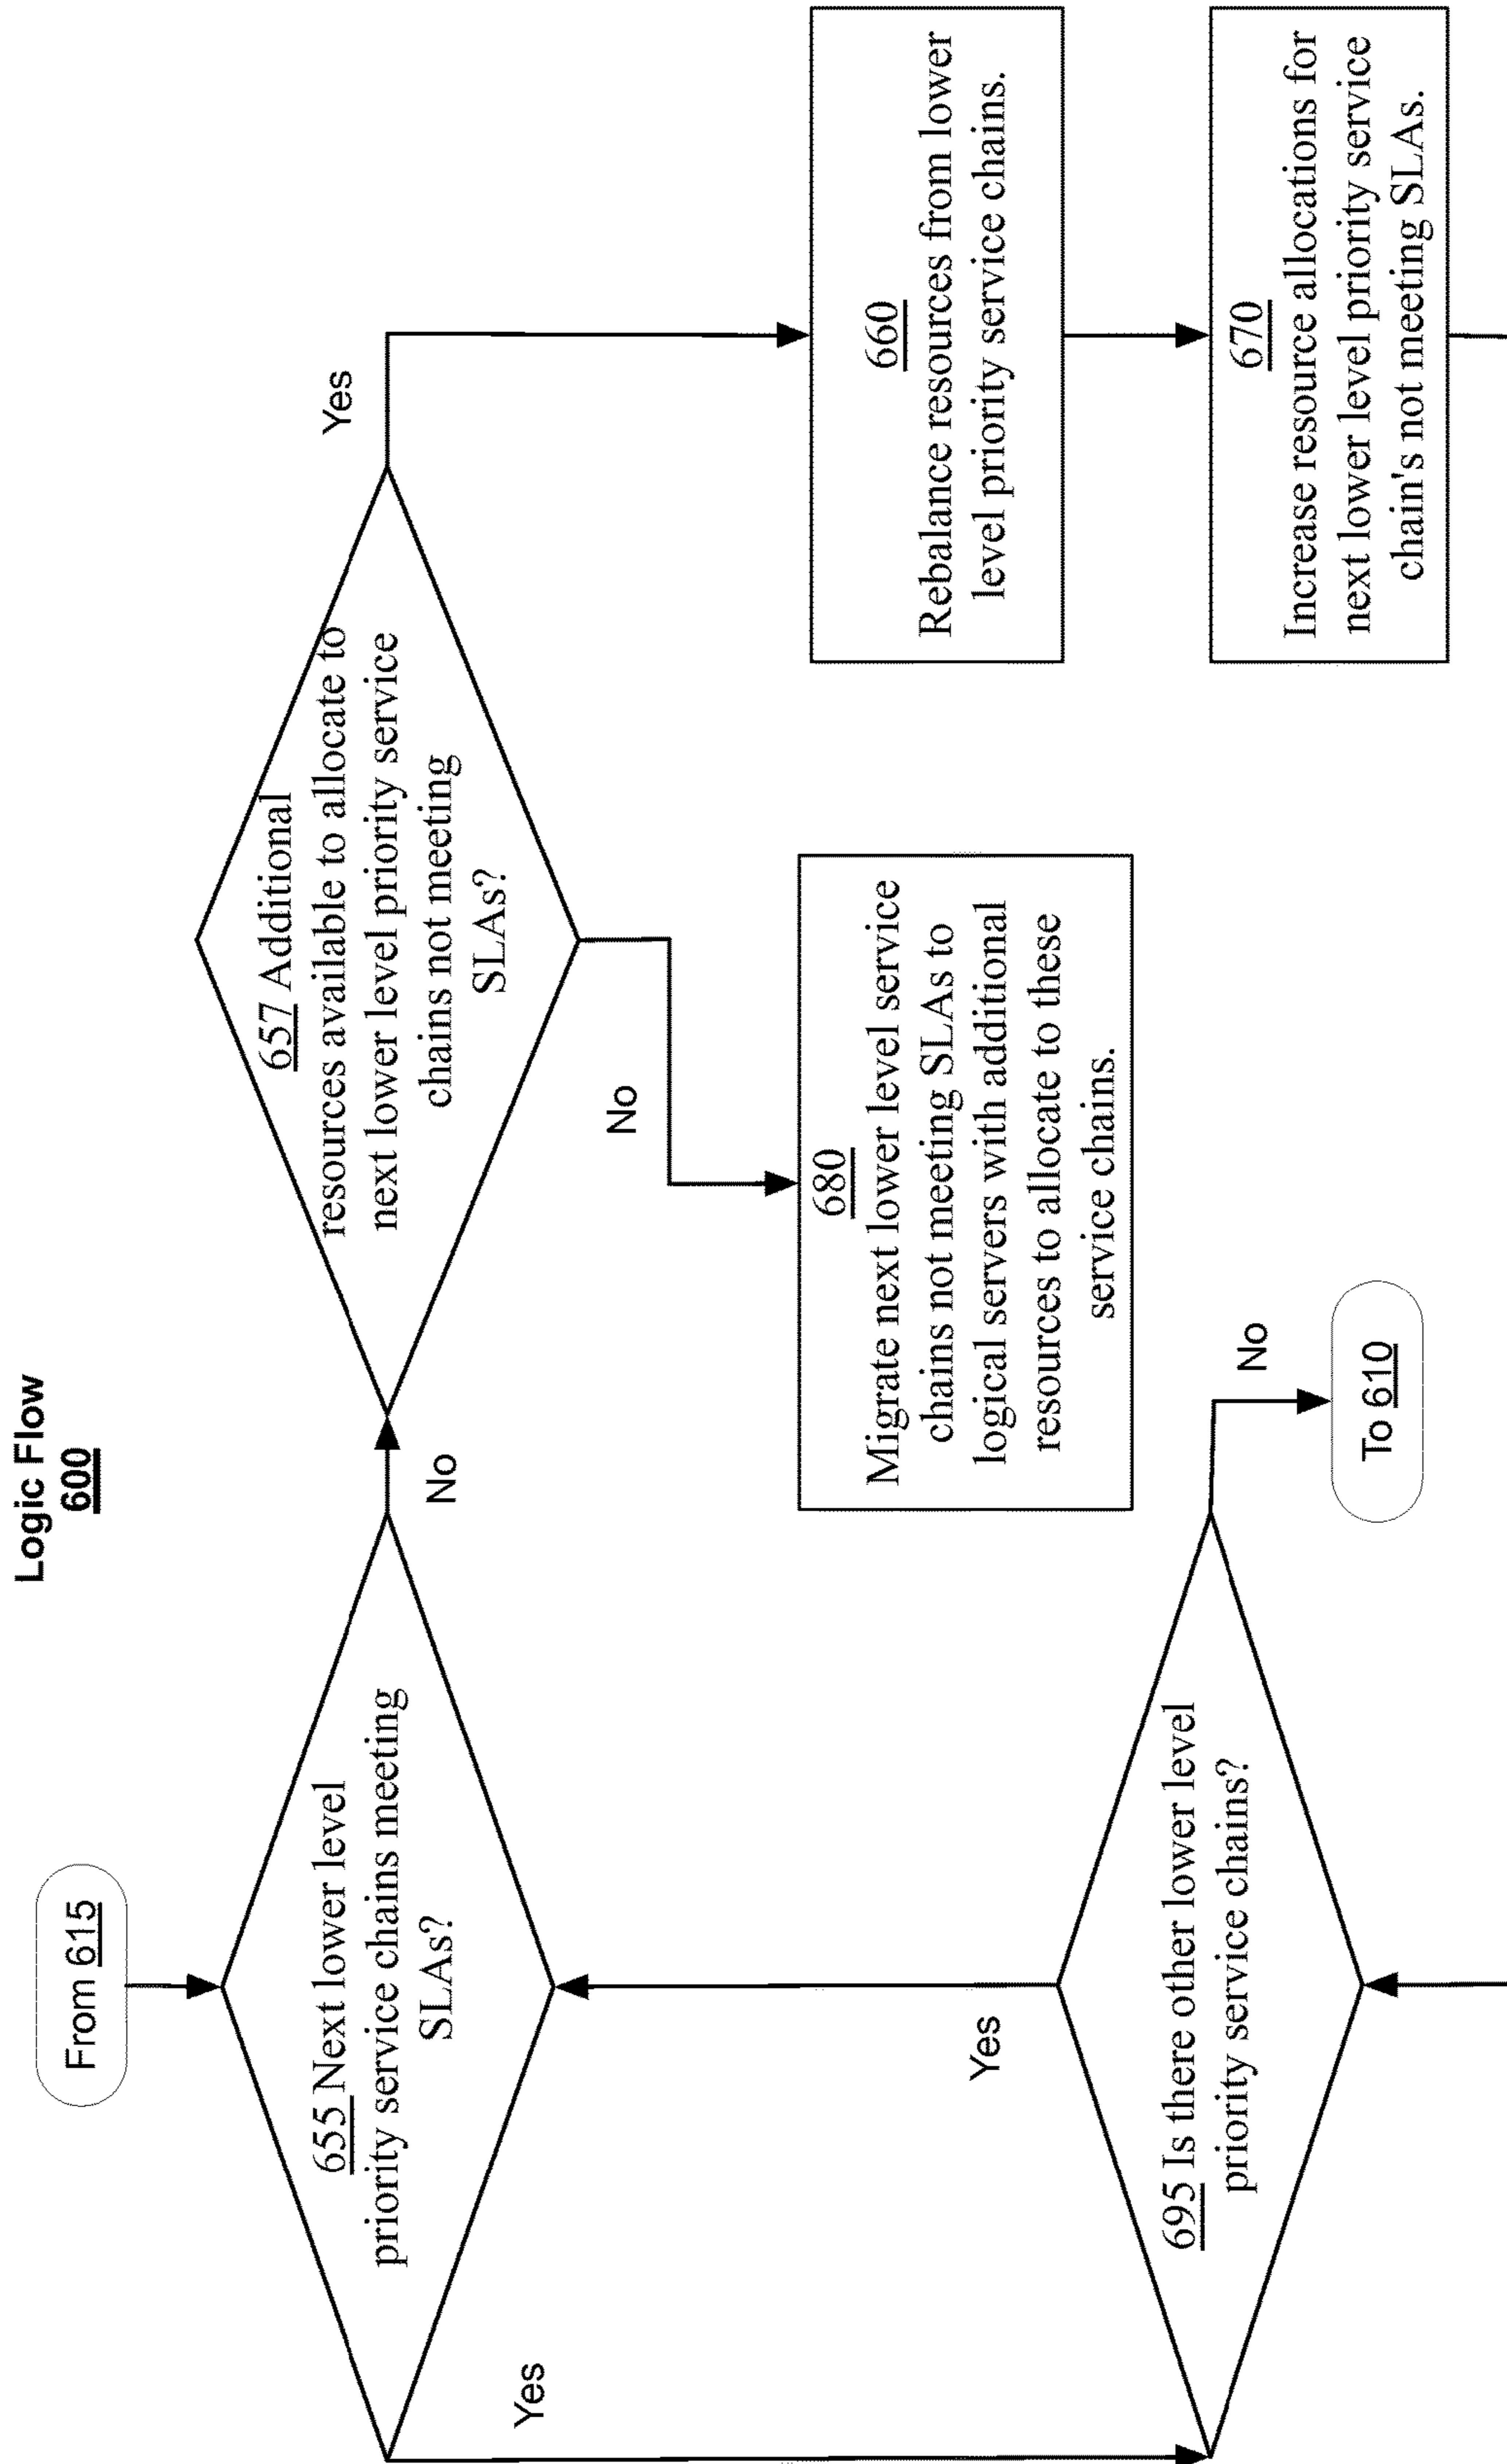 Logic Flow
600
From 615
655 Next lower level
priority service chains meeting
SLAs?
No
Yes
657 Additional
resources available to allocate to
next lower level priority service
chains not meeting
SLAs?
Yes
No
660
Rebalance resources from lower
level priority service chains.
680
Migrate next lower level service
chains not meeting SLAs to
logical servers with additional
resources to allocate to these
service chains.
670
Increase resource allocations for
next lower level priority service
chain's not meeting SLAs.
695 Is there other lower level
priority service chains?
Yes
No
To 610